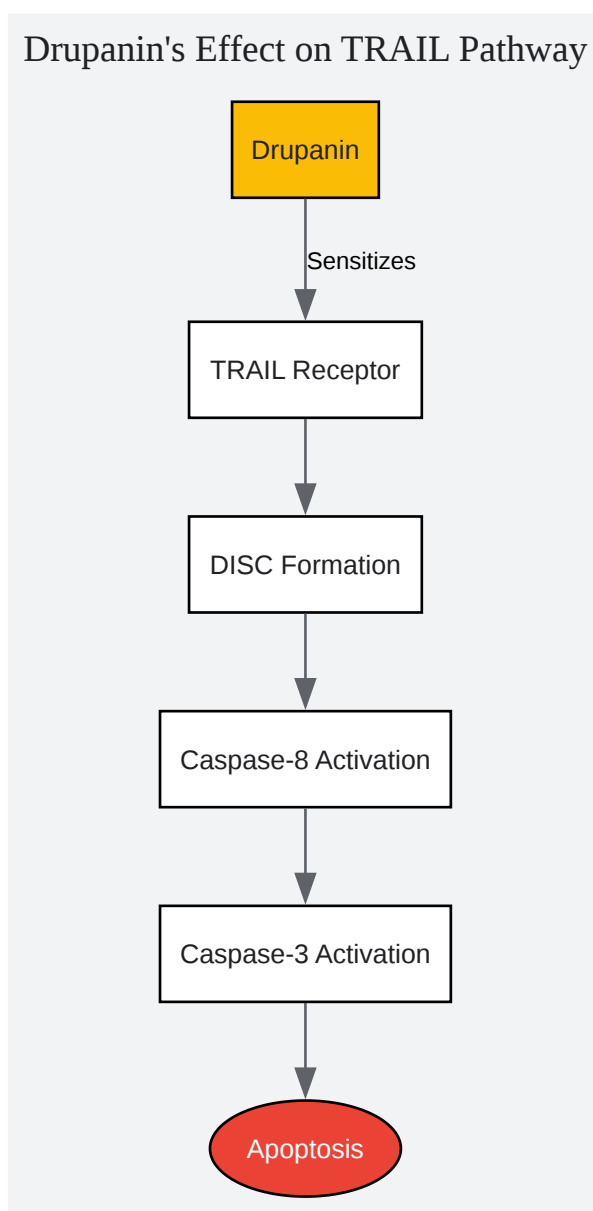 Drupanin's Effect on TRAIL Pathway
Drupanin
Sensitizes
TRAIL Receptor
DISC Formation
Caspase-8 Activation
Caspase-3 Activation
Apoptosis